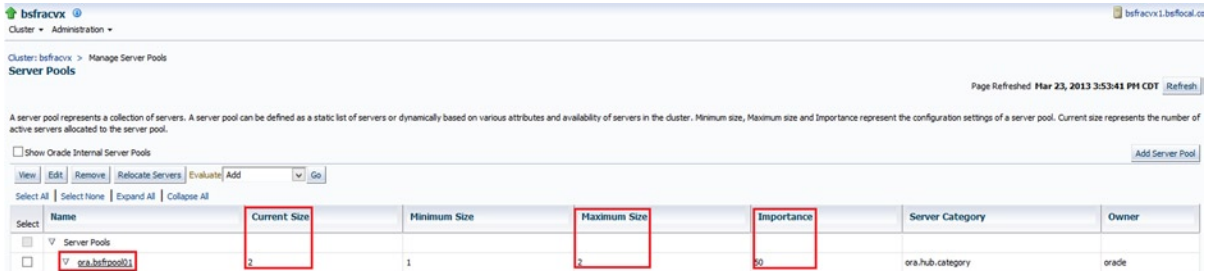 bsfracvx
bsfracvx1.bsflocal.co
Cluster Administration
Cluster: bsfracvx > Manage Server Pools
Server Pools
Page Refreshed Mar 23, 2013 3:53:41 PM CDT Refresh
A server pool represents a collection of servers. A server pool can be defined as a static list of servers or dynamically based on various attributes and availability of servers in the cluster. Minimum size, Maximum size and Importance represent the configuration settings of a server pool. Current size represents the number of
active servers allocated to the server pool.
Show Oracle Internal Server Pools
Add Server Pool
View Edit Remove Relocate Servers Evaluate Add Go
Select All | Select None | Expand All | Collapse All
Select Name Current Size Minimum Size Maximum Size Importance Server Category Owner
Server Pools
ora.bsfrpool01 2 1 2 50 ora.hub.category oracle